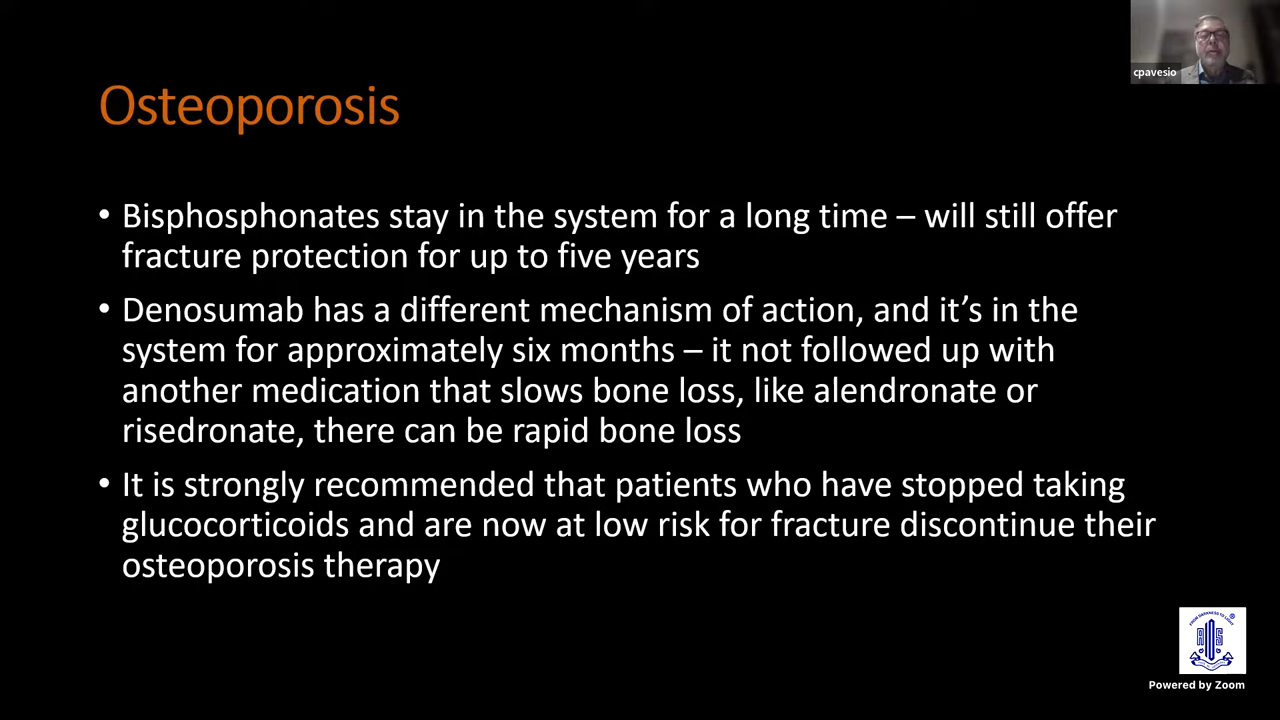 cpavesio
Osteoporosis
• Bisphosphonates stay in the system for a long time – will still offer
fracture protection for up to five years
• Denosumab has a different mechanism of action, and it’s in the
system for approximately six months – it not followed up with
another medication that slows bone loss, like alendronate or
risedronate, there can be rapid bone loss
• It is strongly recommended that patients who have stopped taking
glucocorticoids and are now at low risk for fracture discontinue their
osteoporosis therapy
Powered by Zoom